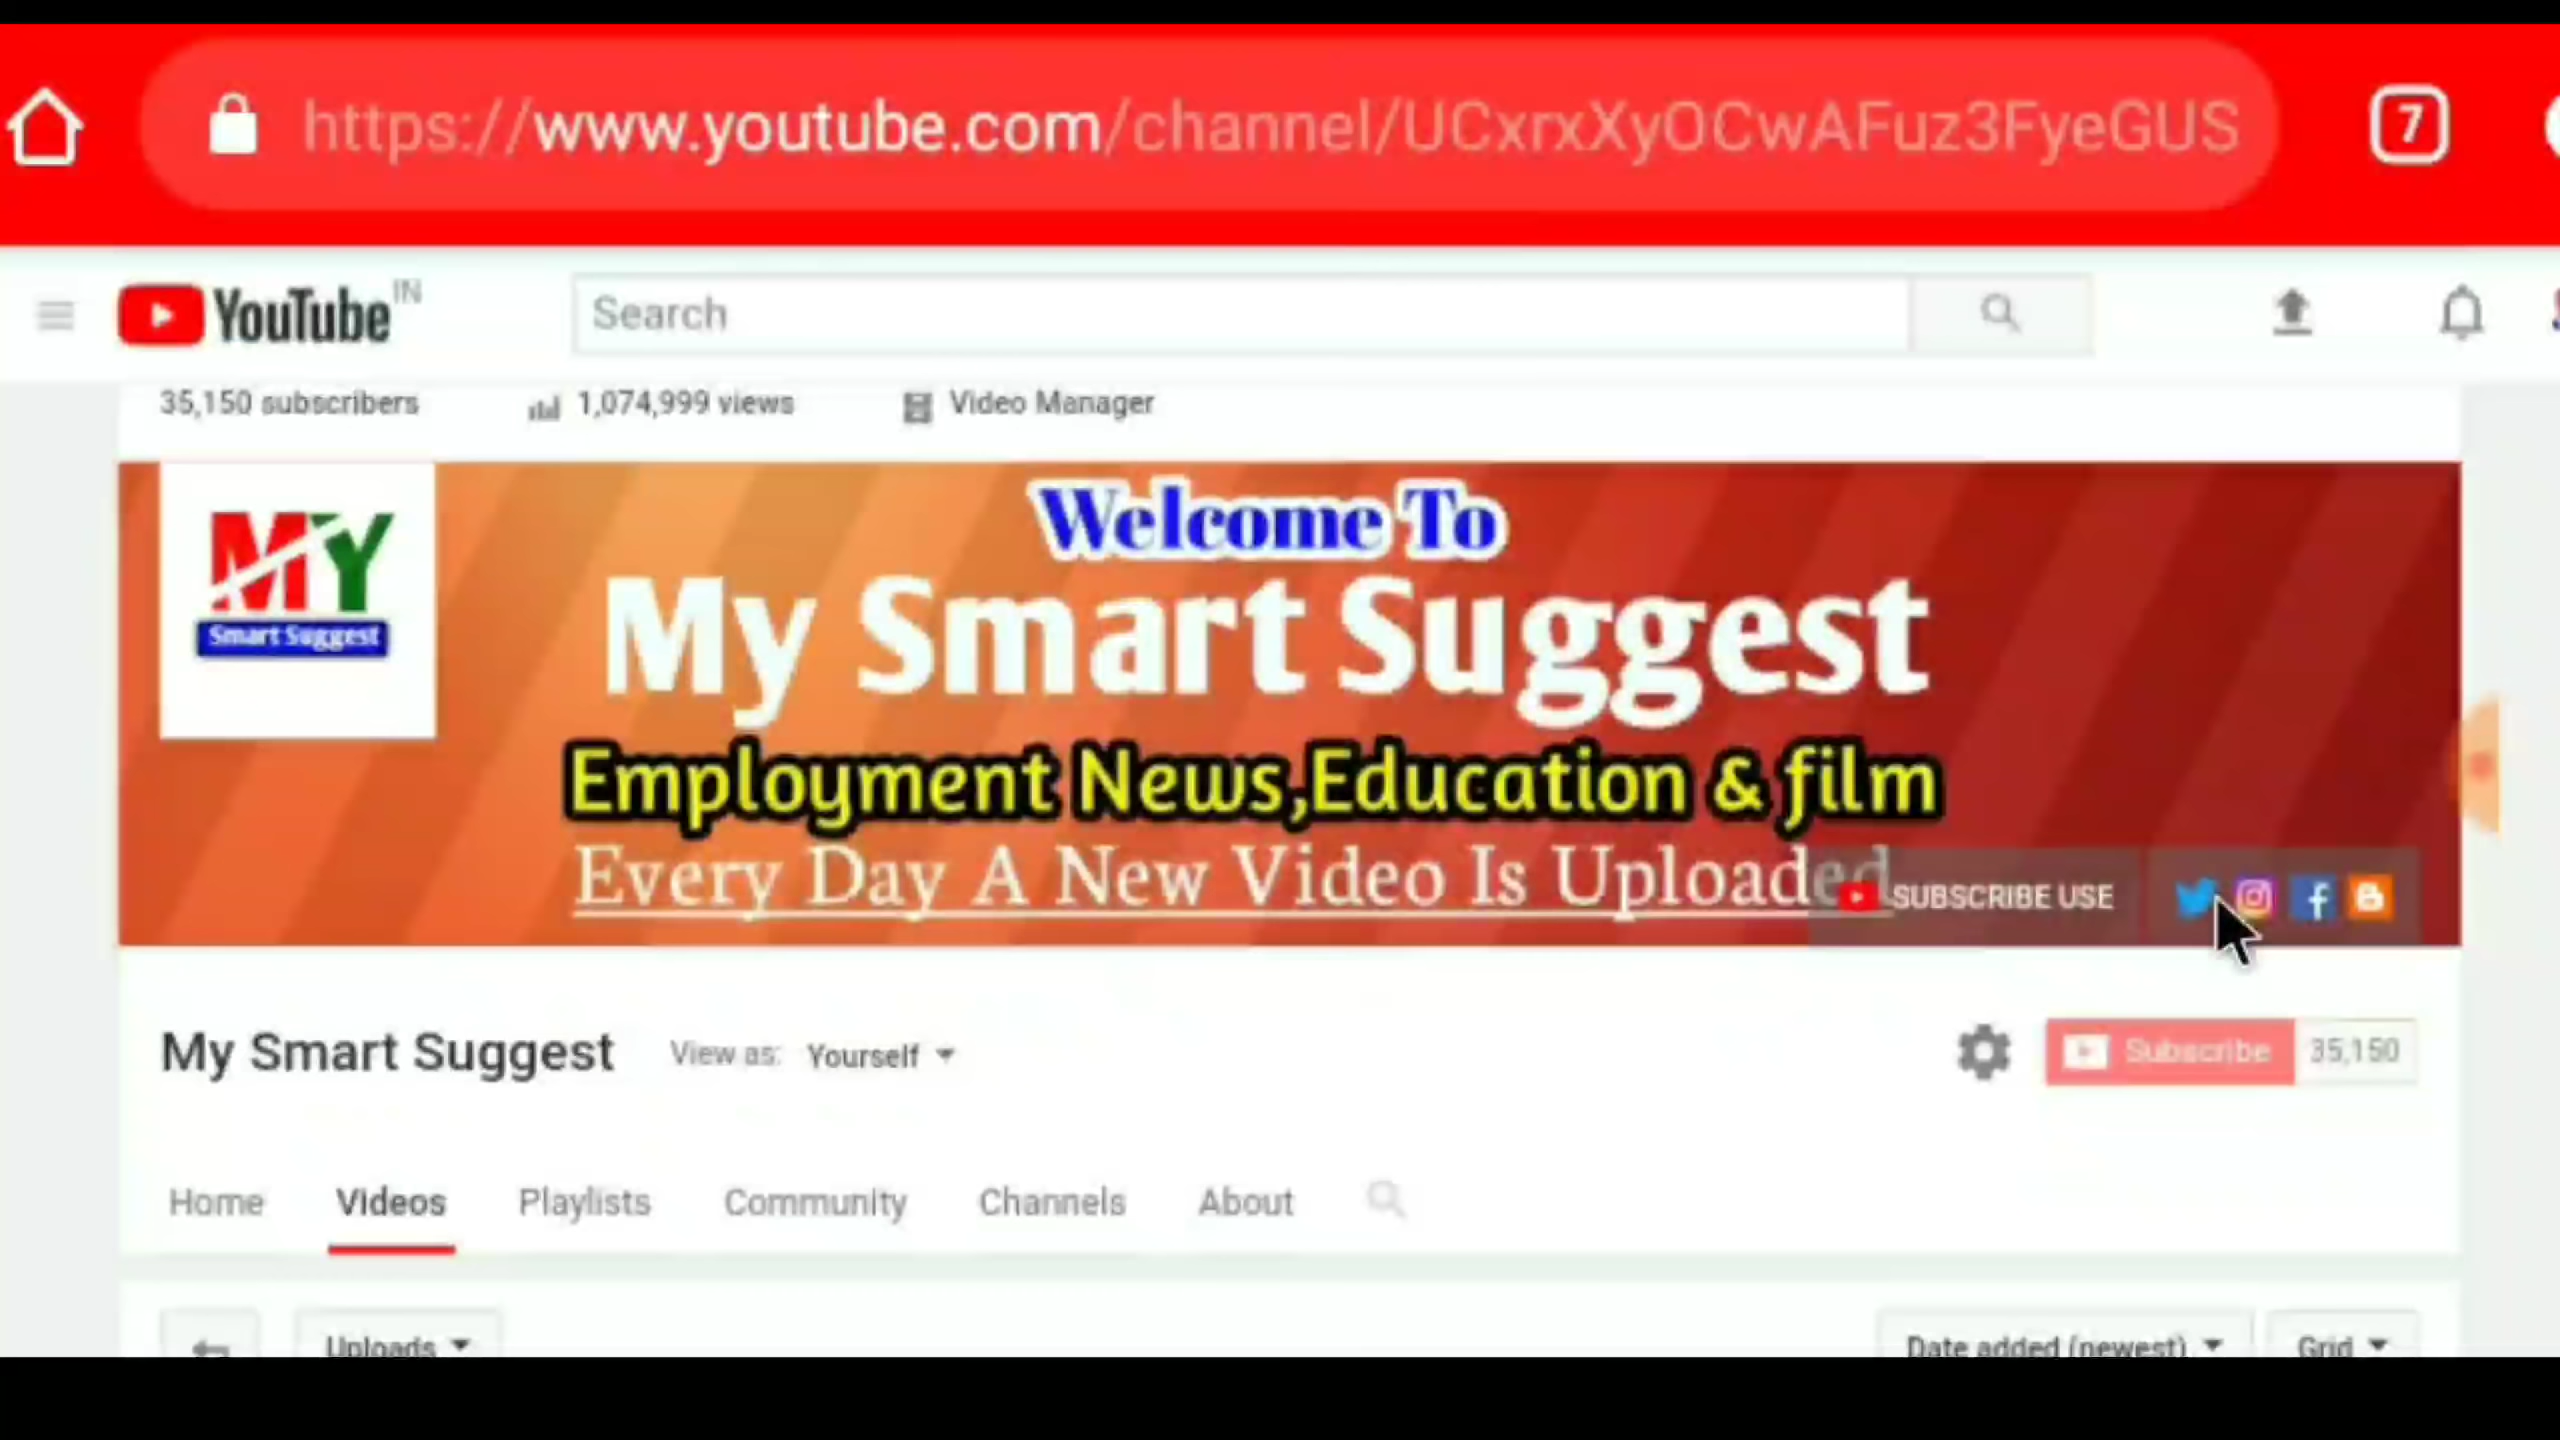 https://www.youtube.com/channel/UCxrxXyOCwAFuz3FyeGUS
7
YouTube IN
Search
35,150 subscribers
1,074,999 views
Video Manager
MY
Smart Suggest
Welcome To
My Smart Suggest
Employment News,Education & film
Every Day A New Video Is Uploaded
SUBSCRIBE USE
My Smart Suggest
View as: Yourself
Subscribe 35,150
Home Videos Playlists Community Channels About
Uploads
Date added (newest)
Grid